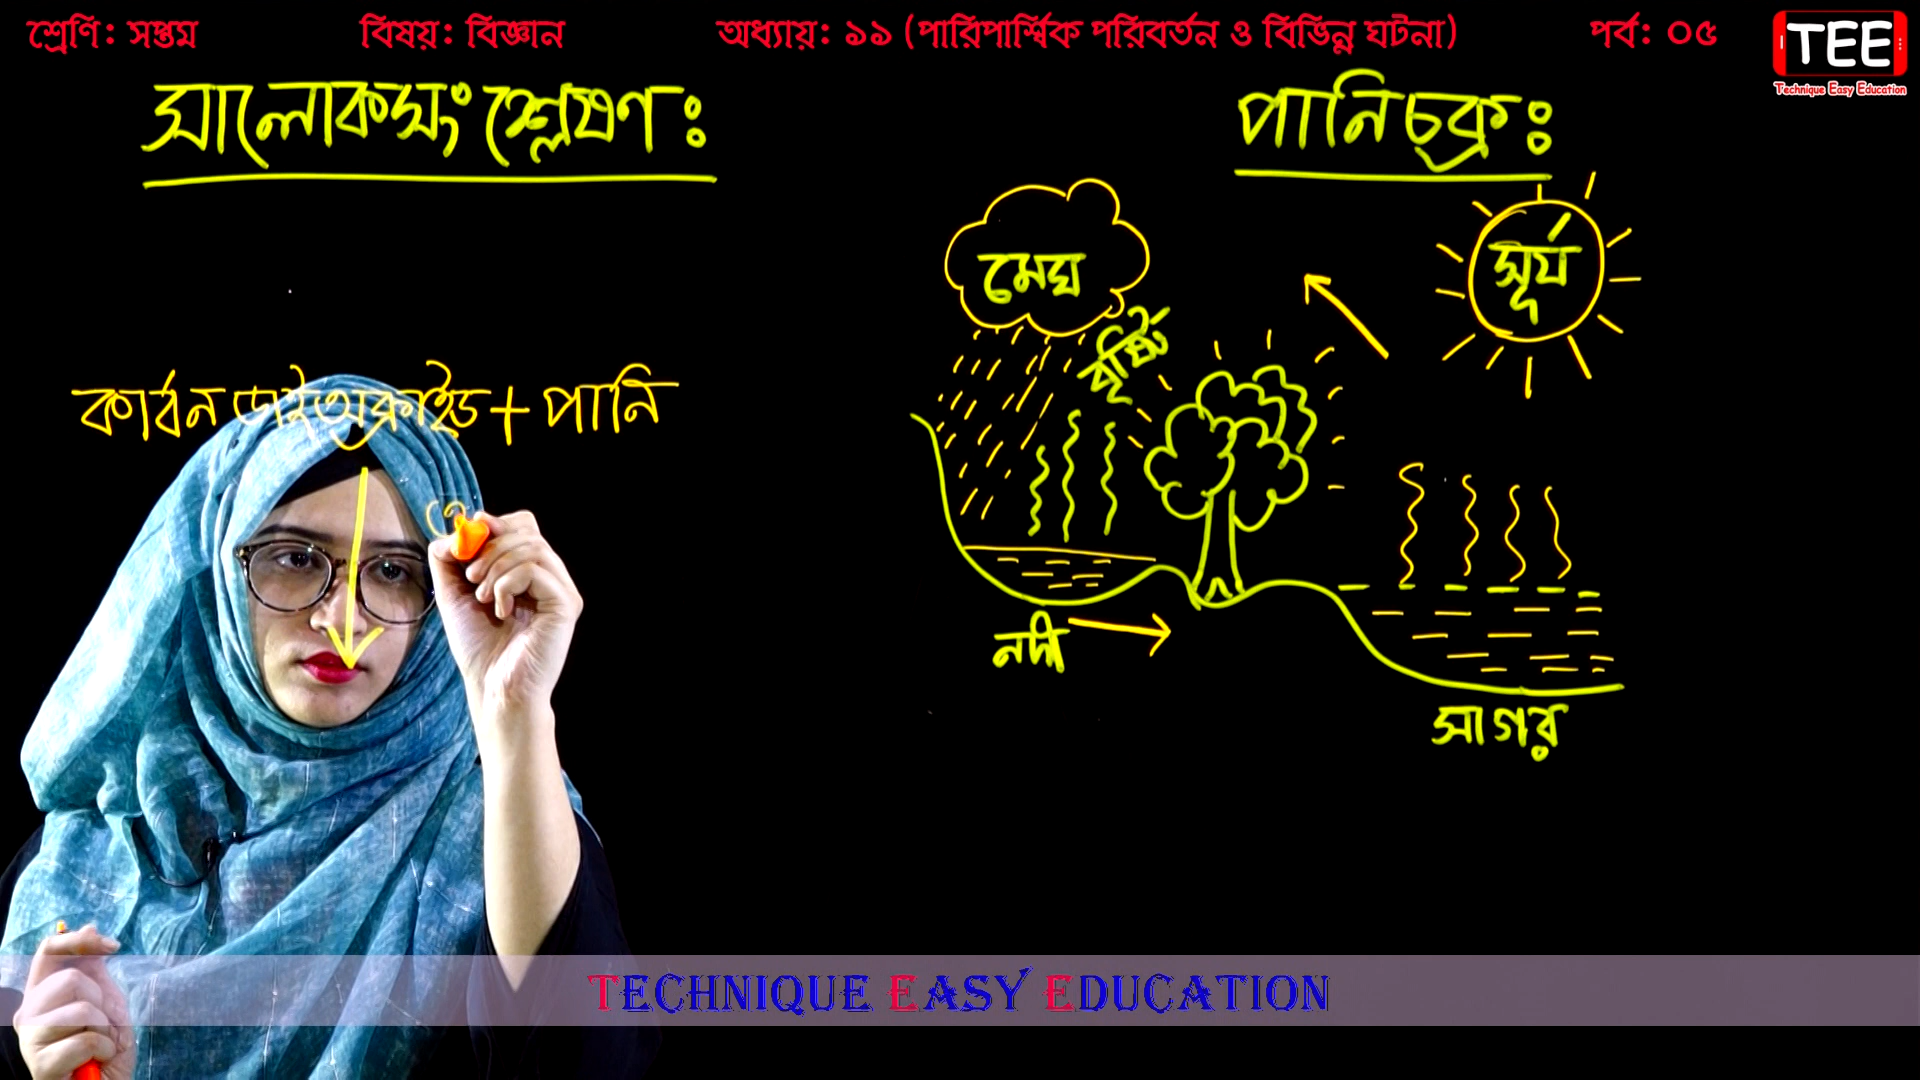 শ্রেণি: সপ্তম বিষয়: বিজ্ঞান অধ্যায়: ১১ (পারিপার্শ্বিক পরিবর্তন ও বিভিন্ন ঘটনা) পর্ব: ০৫
TEE
Technique Easy Education
সালোকসংশ্লেষণ:
পানি চক্র:
মেঘ
সূর্য
বৃষ্টি
কার্বন ডাইঅক্সাইড + পানি
নদী
সাগর
TECHNIQUE EASY EDUCATION